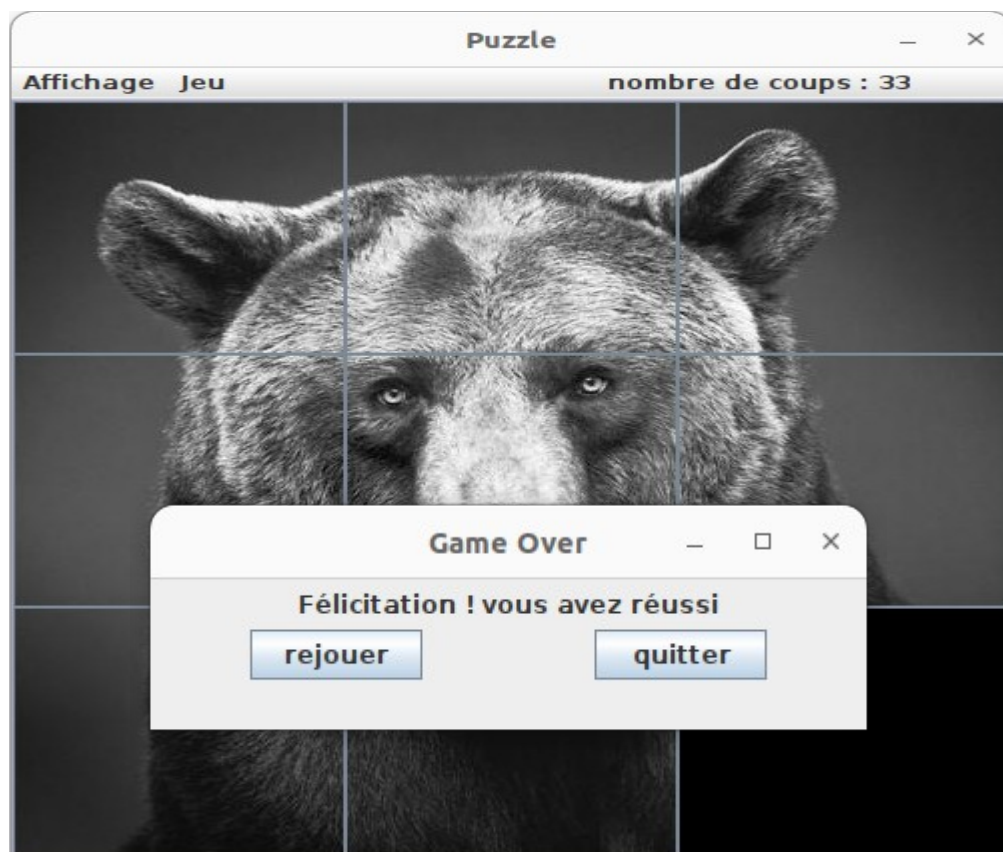 Puzzle
Affichage Jeu nombre de coups : 33
Game Over
Félicitation ! vous avez réussi
rejouer quitter